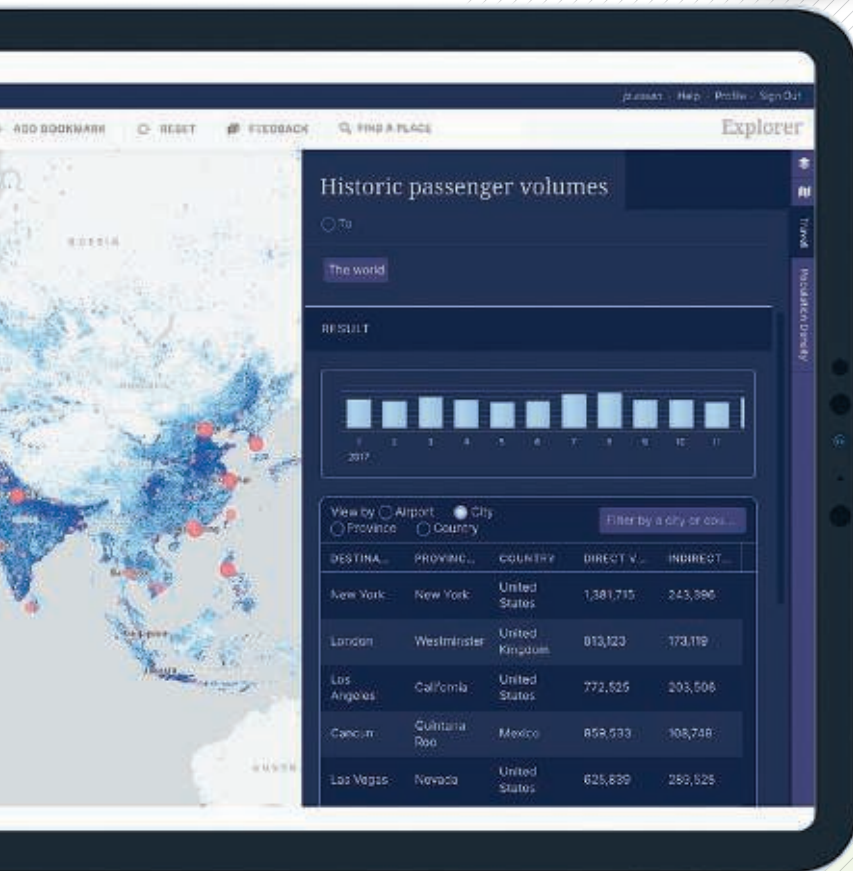 Help - Profile - Sign Out
ADD BOOKMARK
RESET
FEEDBACK
FIND A PLACE
Explorer
Historic passenger volumes
To
The world
RESULT
1 2 3 4 5 6 7 8 9 10 11
2017
View by Airport City
Province Country
Filter by a city or cou...
DESTINA... PROVINC... COUNTRY DIRECT V... INDIRECT...
New York New York United States 1,381,715 243,396
London Westminster United Kingdom 813,123 173,119
Los Angeles California United States 772,525 203,506
Cancun Quintana Roo Mexico 108,748
Las Vegas Nevada United States 625,839
Travel
Population Density
RUSSIA